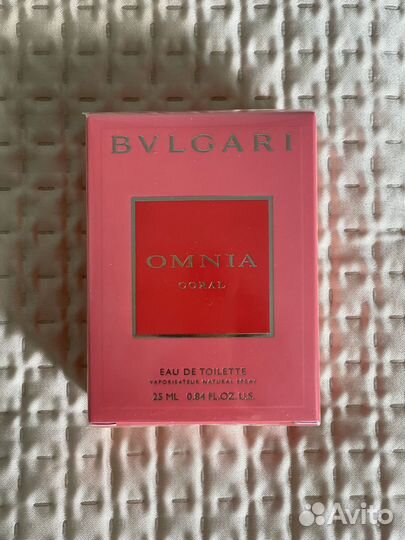 BVLGARI
OMNIA
CORAL
EAU DE TOILETTE
VAPORISATEUR NATURAL SPRAY
25 ML 0.84 FL.OZ. U.S.
Avito